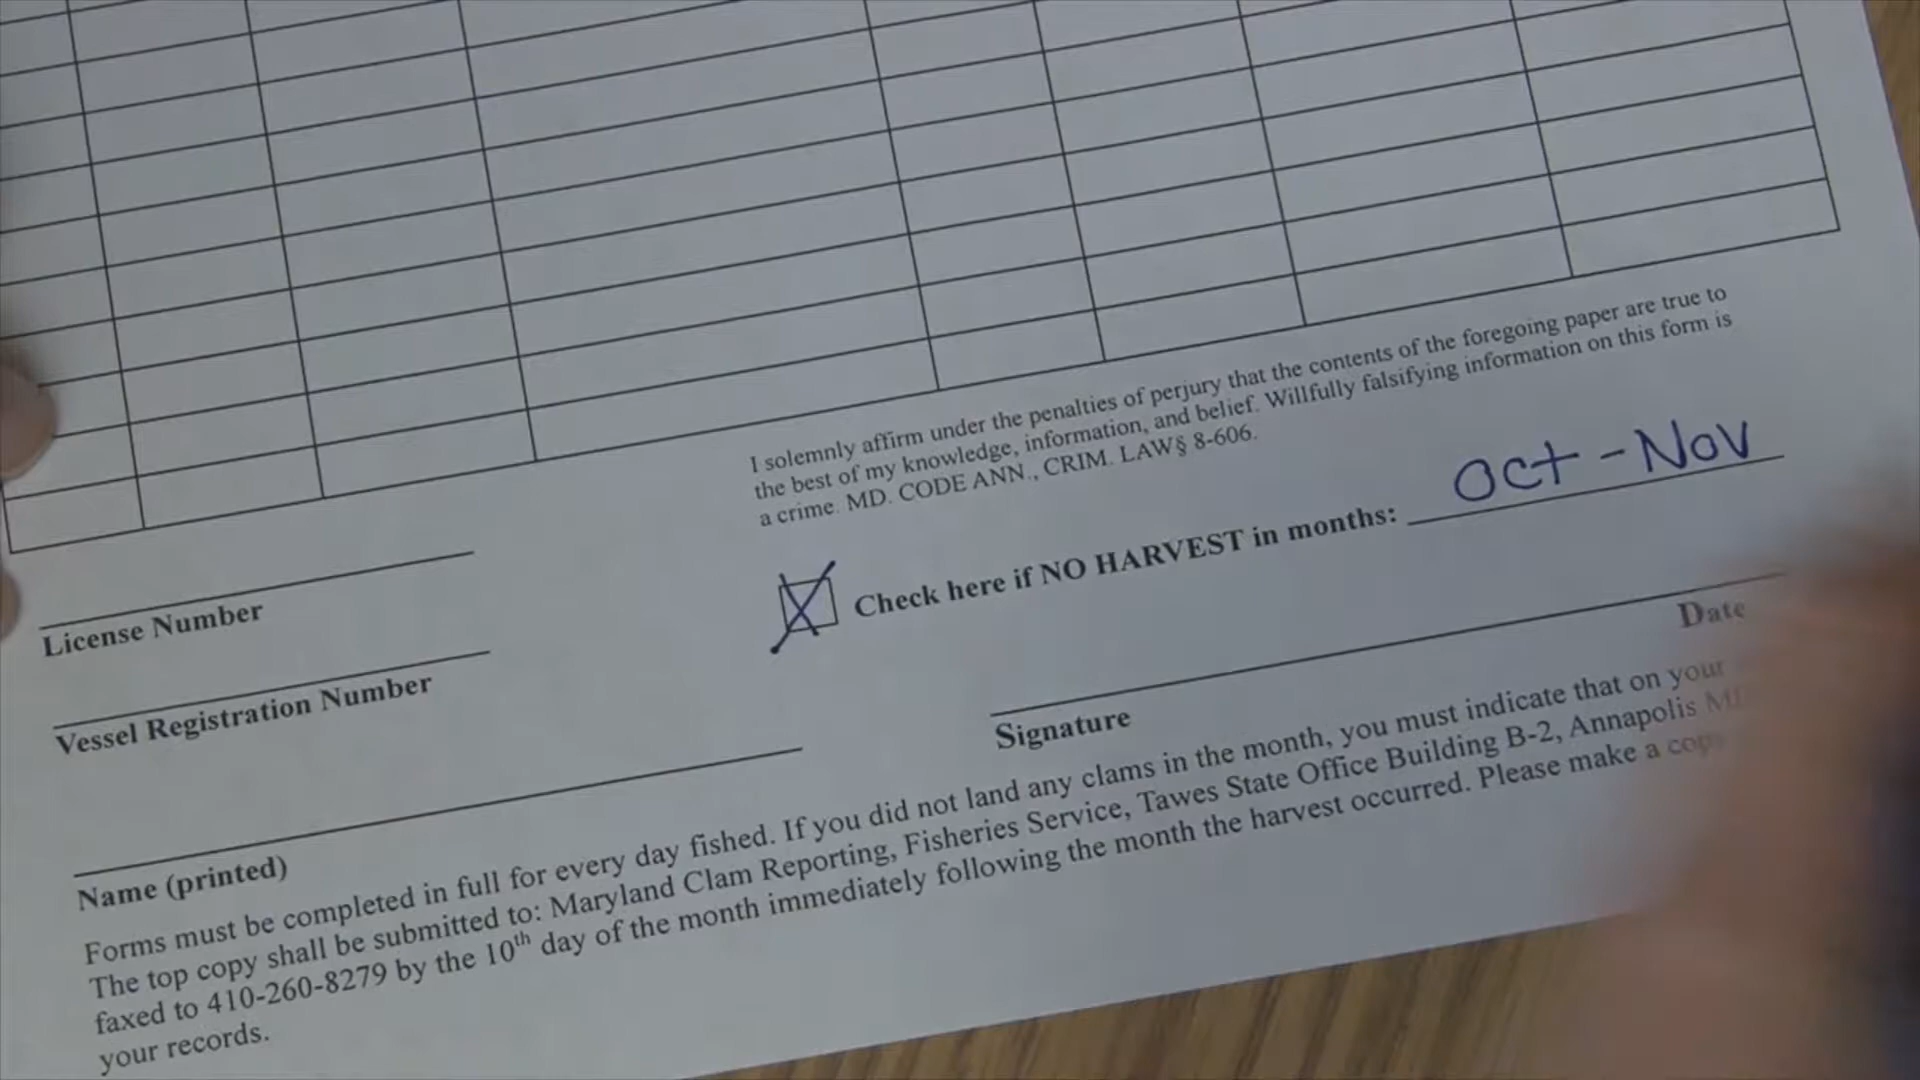 I solemnly affirm under the penalties of perjury that the contents of the foregoing paper are true to
the best of my knowledge, information, and belief. Willfully falsifying information on this form is
a crime. MD. CODE ANN., CRIM. LAW§ 8-606.
Check here if NO HARVEST in months: Oct - Nov
License Number
Vessel Registration Number
Date
Signature
Name (printed)
Forms must be completed in full for every day fished. If you did not land any clams in the month, you must indicate that on your
The top copy shall be submitted to: Maryland Clam Reporting, Fisheries Service, Tawes State Office Building B-2, Annapolis
faxed to 410-260-8279 by the 10th day of the month immediately following the month the harvest occurred. Please make a copy
your records.